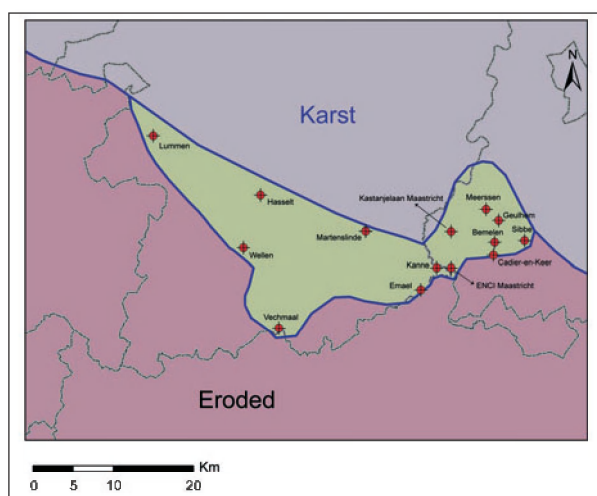 N
Karst
Lummen
Hasselt
Kastanjelaan Maastricht
Meerssen
Geulhem
Martenslinde
Bemelen
Sibbe
Wellen
Kanne
Cadier-en-Keer
Emael
ENCI Maastricht
Vechmaal
Eroded
Km
0 5 10 20